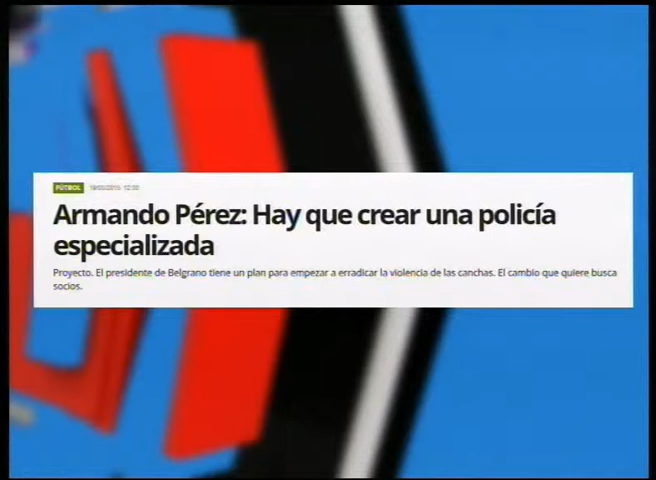 FÚTBOL
Armando Pérez: Hay que crear una policía
especializada
Proyecto. El presidente de Belgrano tiene un plan para empezar a erradicar la violencia de las canchas. El cambio que quiere busca
socios.